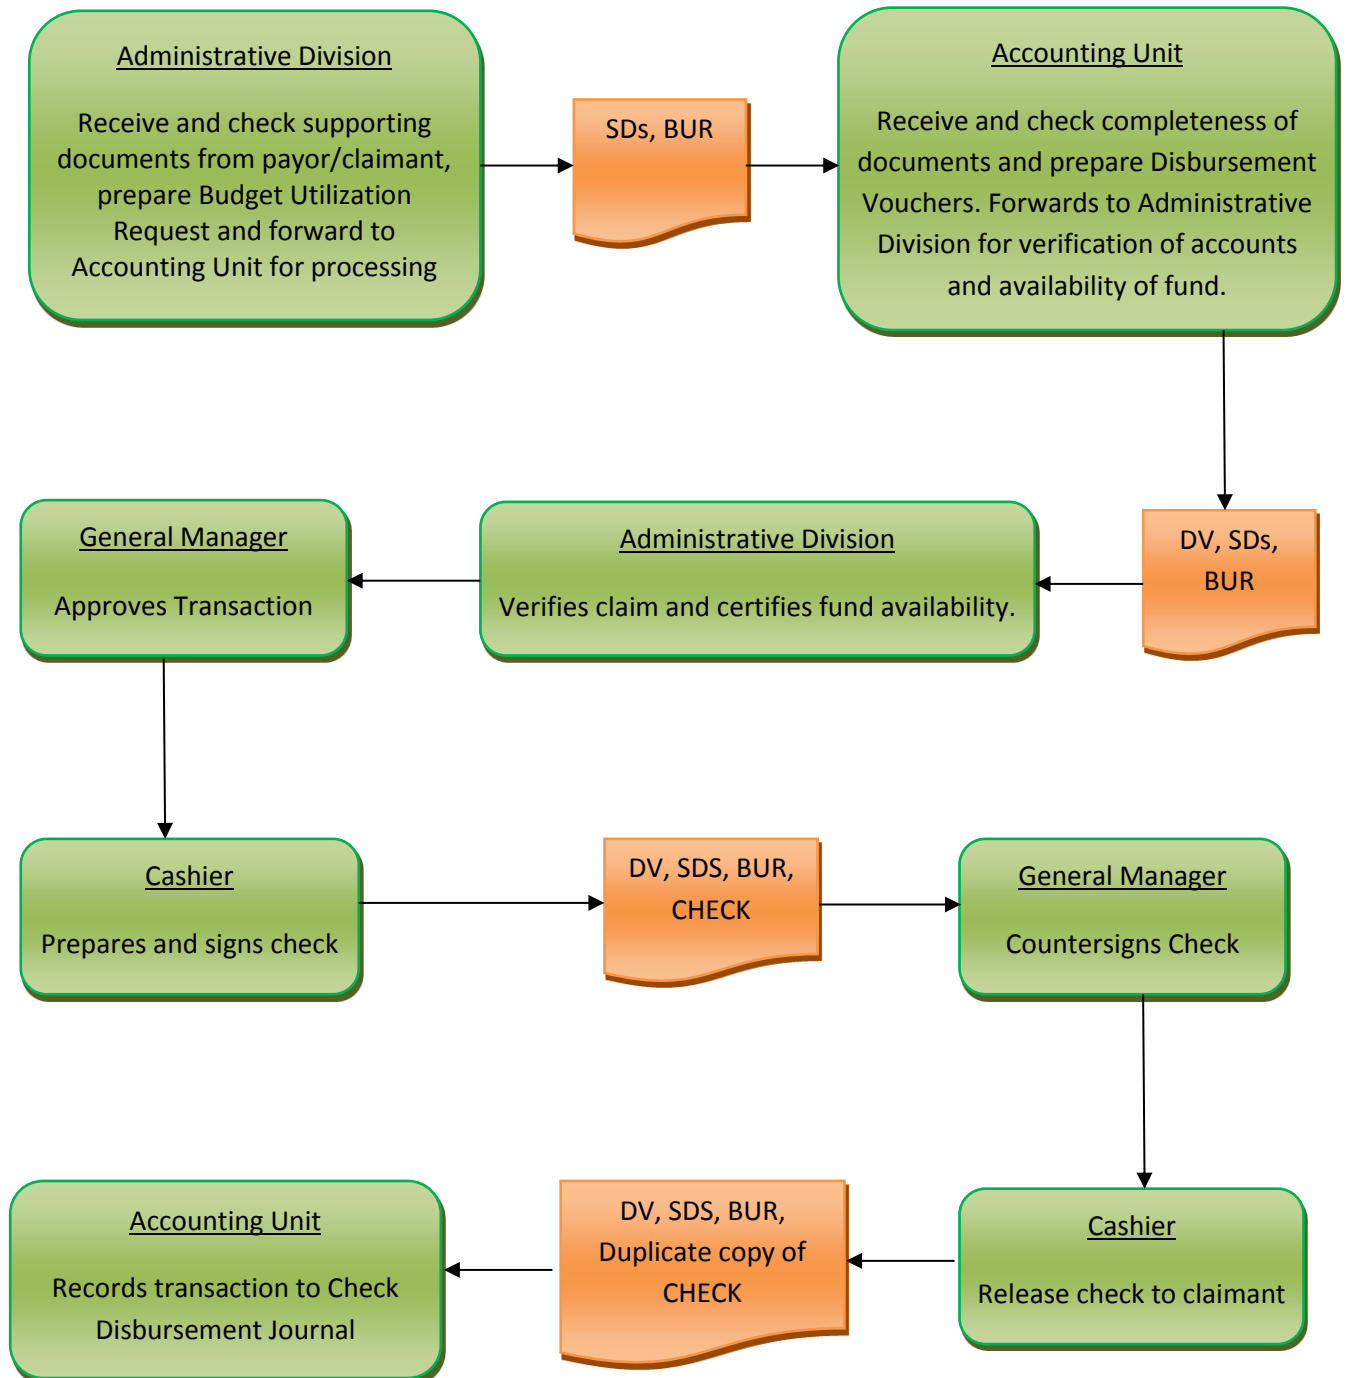 Administrative Division
Receive and check supporting
documents from payor/claimant,
prepare Budget Utilization
Request and forward to
Accounting Unit for processing
SDs, BUR
Accounting Unit
Receive and check completeness of
documents and prepare Disbursement
Vouchers. Forwards to Administrative
Division for verification of accounts
and availability of fund.
DV, SDs,
BUR
Administrative Division
Verifies claim and certifies fund availability.
General Manager
Approves Transaction
Cashier
Prepares and signs check
DV, SDS, BUR,
CHECK
General Manager
Countersigns Check
Cashier
Release check to claimant
DV, SDS, BUR,
Duplicate copy of
CHECK
Accounting Unit
Records transaction to Check
Disbursement Journal